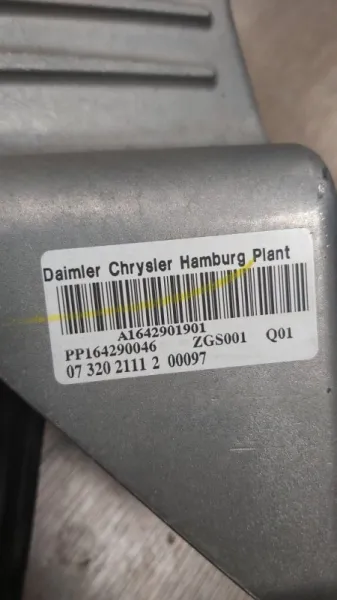 Daimler Chrysler Hamburg Plant
A1642901901
PP164290046 ZGS001 Q01
07 320 2111 2 00097